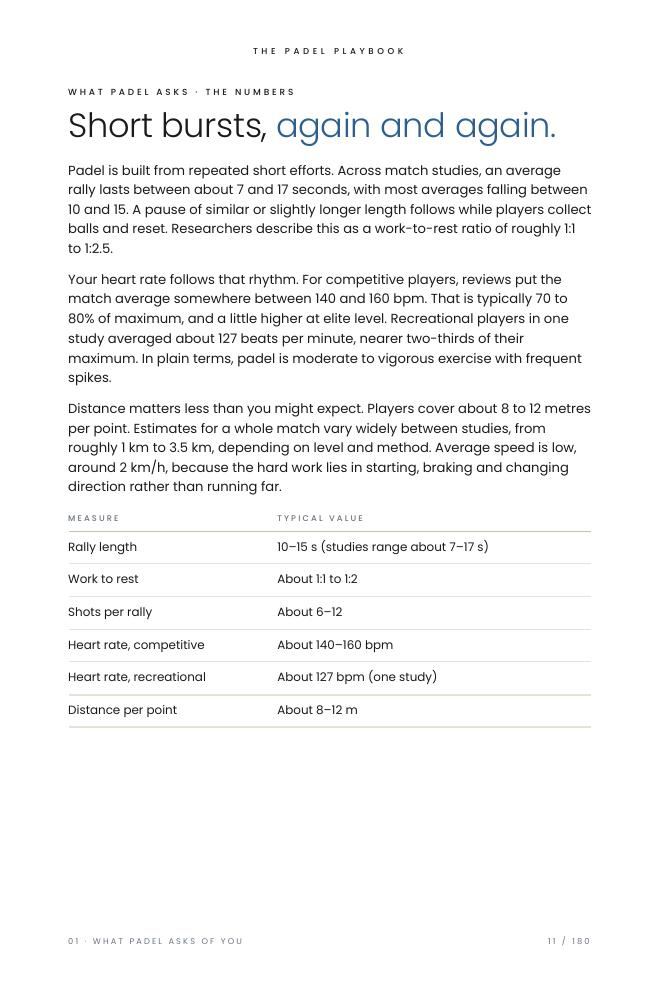 THE PADEL PLAYBOOK
WHAT PADEL ASKS · THE NUMBERS
Short bursts, again and again.
Padel is built from repeated short efforts. Across match studies, an average
rally lasts between about 7 and 17 seconds, with most averages falling between
10 and 15. A pause of similar or slightly longer length follows while players collect
balls and reset. Researchers describe this as a work-to-rest ratio of roughly 1:1
to 1:2.5.
Your heart rate follows that rhythm. For competitive players, reviews put the
match average somewhere between 140 and 160 bpm. That is typically 70 to
80% of maximum, and a little higher at elite level. Recreational players in one
study averaged about 127 beats per minute, nearer two-thirds of their
maximum. In plain terms, padel is moderate to vigorous exercise with frequent
spikes.
Distance matters less than you might expect. Players cover about 8 to 12 metres
per point. Estimates for a whole match vary widely between studies, from
roughly 1 km to 3.5 km, depending on level and method. Average speed is low,
around 2 km/h, because the hard work lies in starting, braking and changing
direction rather than running far.
MEASURE TYPICAL VALUE
Rally length 10–15 s (studies range about 7–17 s)
Work to rest About 1:1 to 1:2
Shots per rally About 6–12
Heart rate, competitive About 140–160 bpm
Heart rate, recreational About 127 bpm (one study)
Distance per point About 8–12 m
01 · WHAT PADEL ASKS OF YOU 11 / 180